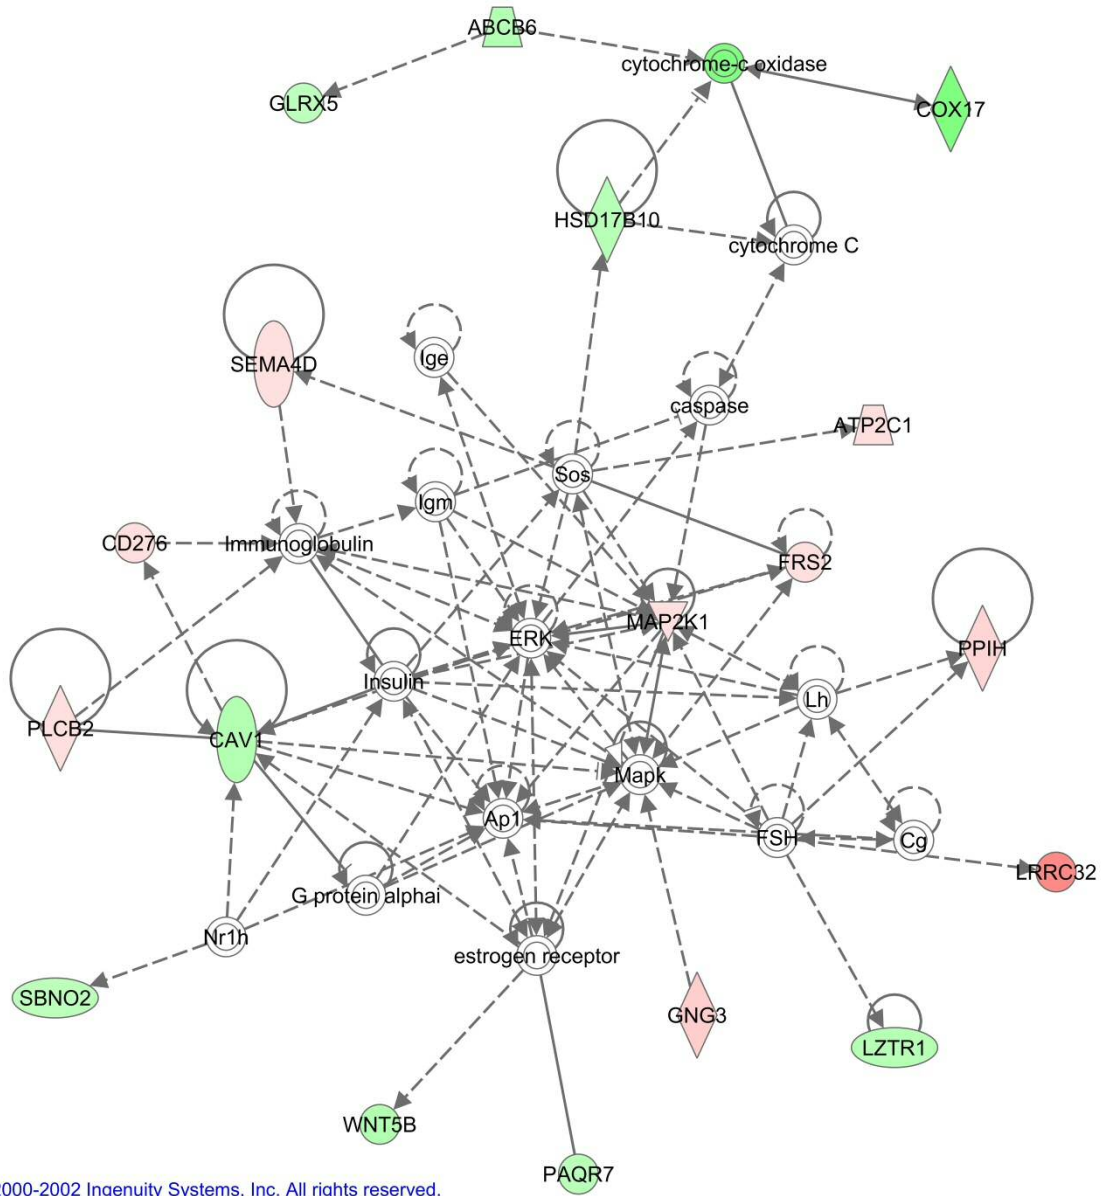 ABCB6
cytochrome-c oxidase
GLRX5
COX17
HSD17B10
cytochrome C
Ige
SEMA4D
caspase
ATP2C1
Sos
Igm
CD276
Immunoglobulin
FRS2
MAP2K1
ERK
PPIH
Insulin
Lh
PLCB2
CAV1
Mapk
Ap1
FSH
Cg
LRRC32
G protein alphai
Nr1h
estrogen receptor
SBNO2
GNG3
LZTR1
WNT5B
PAQR7
2000-2002 Ingenuity Systems, Inc. All rights reserved.